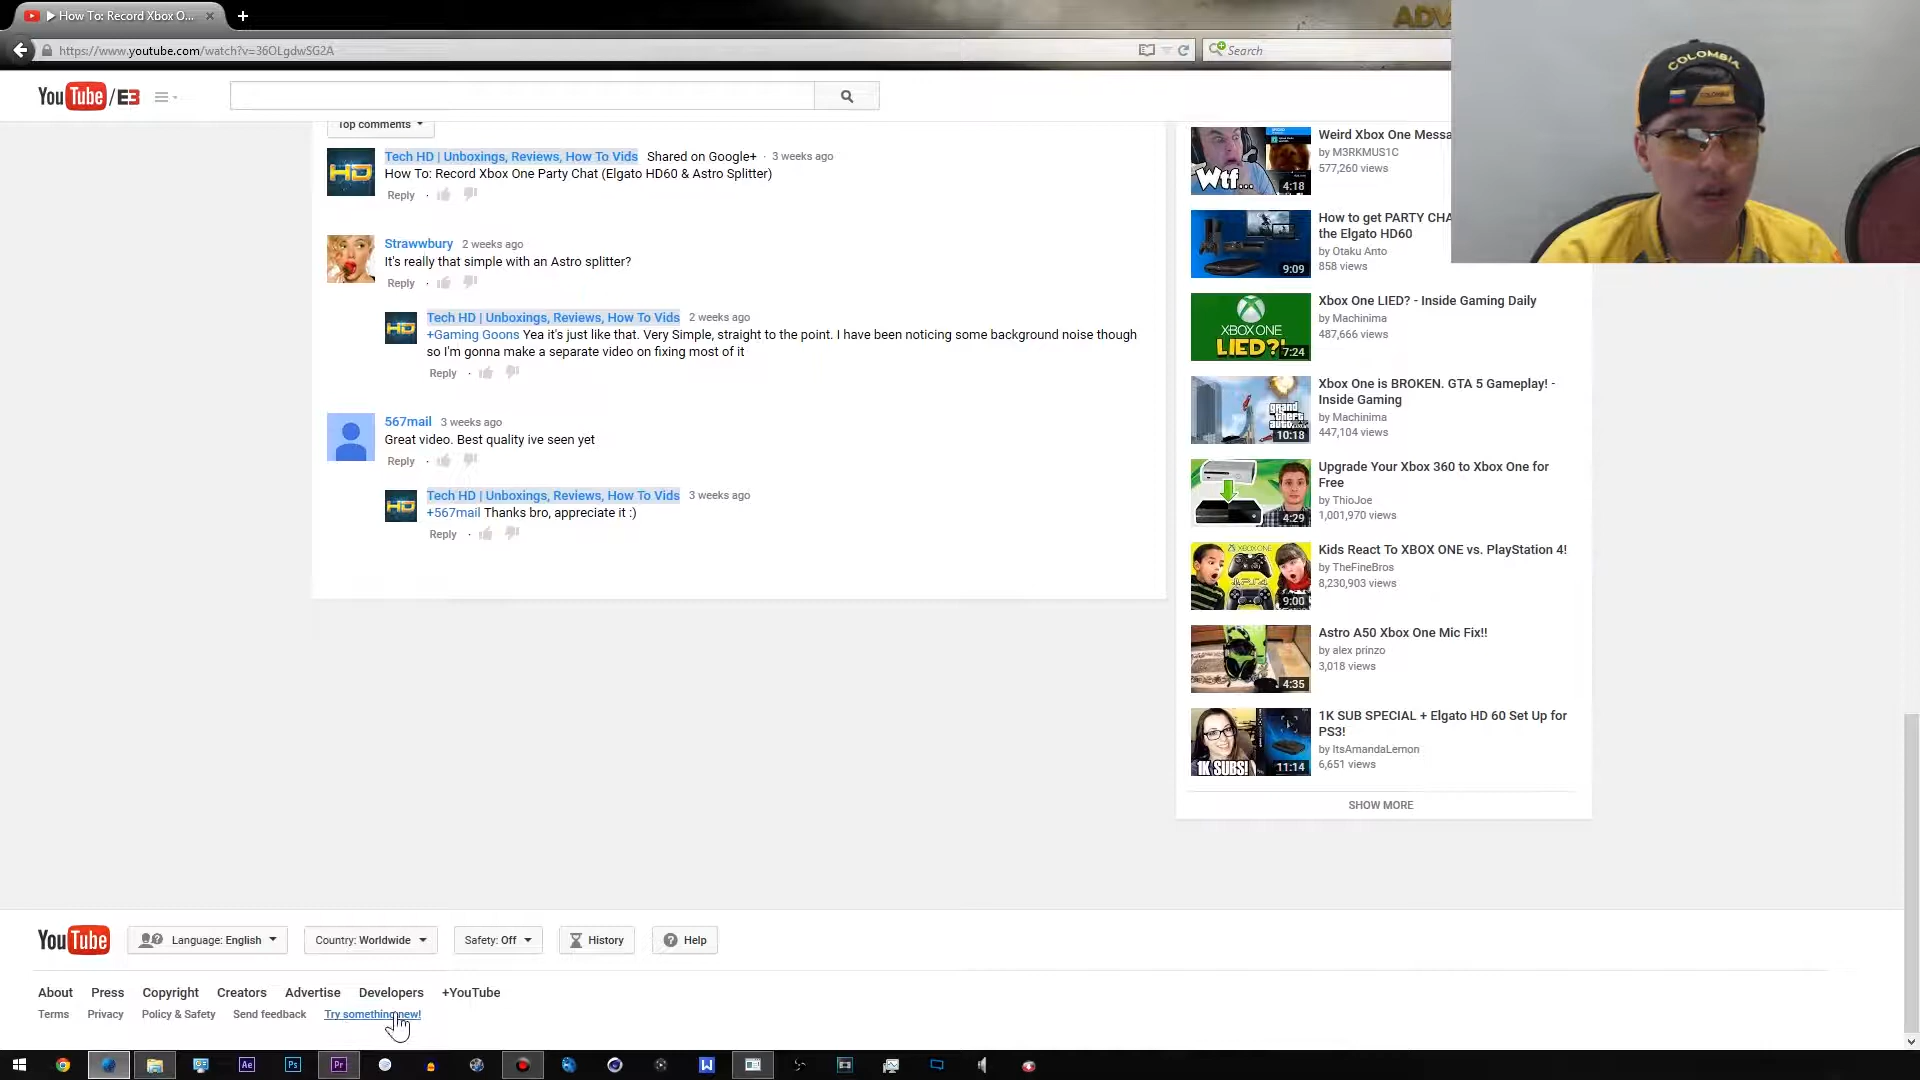 How To: Record Xbox O...
https://www.youtube.com/watch?v=36OLgdwSG2A
Search
YouTube /E3
COLOMBIA
Top comments
Tech HD | Unboxings, Reviews, How To Vids Shared on Google+ · 3 weeks ago
How To: Record Xbox One Party Chat (Elgato HD60 & Astro Splitter)
Reply ·
Strawwbury 2 weeks ago
It's really that simple with an Astro splitter?
Reply ·
Tech HD | Unboxings, Reviews, How To Vids 2 weeks ago
+Gaming Goons Yea it's just like that. Very Simple, straight to the point. I have been noticing some background noise though
so I'm gonna make a separate video on fixing most of it
Reply ·
567mail 3 weeks ago
Great video. Best quality ive seen yet
Reply ·
Tech HD | Unboxings, Reviews, How To Vids 3 weeks ago
+567mail Thanks bro, appreciate it :)
Reply ·
HD
HD
HD
Wtf...
4:18
Weird Xbox One Messa
by M3RKMUS1C
577,260 views
9:09
How to get PARTY CHA
the Elgato HD60
by Otaku Anto
858 views
XBOX ONE
LIED?!
7:24
Xbox One LIED? - Inside Gaming Daily
by Machinima
487,666 views
grand
theft
auto
10:18
Xbox One is BROKEN. GTA 5 Gameplay! -
Inside Gaming
by Machinima
447,104 views
4:29
Upgrade Your Xbox 360 to Xbox One for
Free
by ThioJoe
1,001,970 views
XBOX ONE
PS4
9:00
Kids React To XBOX ONE vs. PlayStation 4!
by TheFineBros
8,230,903 views
4:35
Astro A50 Xbox One Mic Fix!!
by alex prinzo
3,018 views
1K SUBS!
11:14
1K SUB SPECIAL + Elgato HD 60 Set Up for
PS3!
by ItsAmandaLemon
6,651 views
SHOW MORE
YouTube
Language: English
Country: Worldwide
Safety: Off
History
Help
About Press Copyright Creators Advertise Developers +YouTube
Terms Privacy Policy & Safety Send feedback Try something new!
Ae
Ps
Pr
W